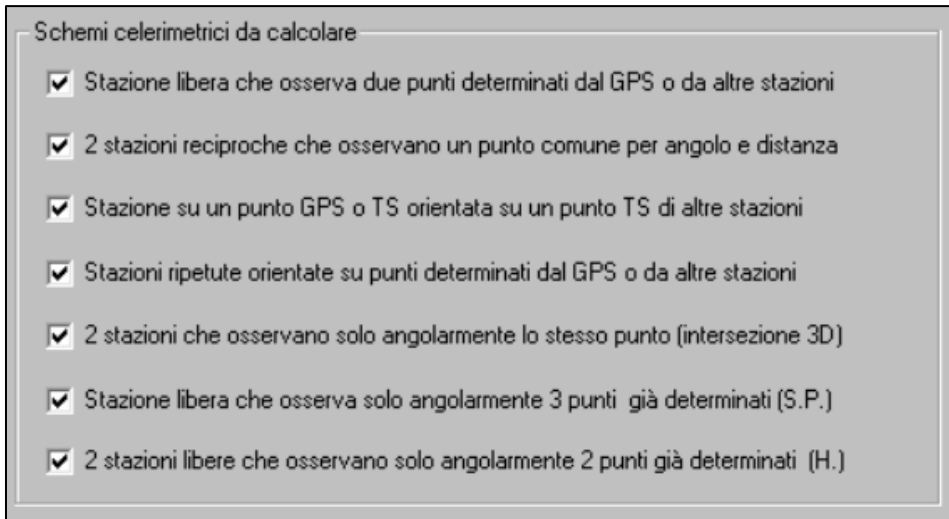 Schemi celerimetrici da calcolare
Stazione libera che osserva due punti determinati dal GPS o da altre stazioni
2 stazioni reciproche che osservano un punto comune per angolo e distanza
Stazione su un punto GPS o TS orientata su un punto TS di altre stazioni
Stazioni ripetute orientate su punti determinati dal GPS o da altre stazioni
2 stazioni che osservano solo angolarmente lo stesso punto (intersezione 3D)
Stazione libera che osserva solo angolarmente 3 punti già determinati (S.P.)
2 stazioni libere che osservano solo angolarmente 2 punti già determinati (H.)